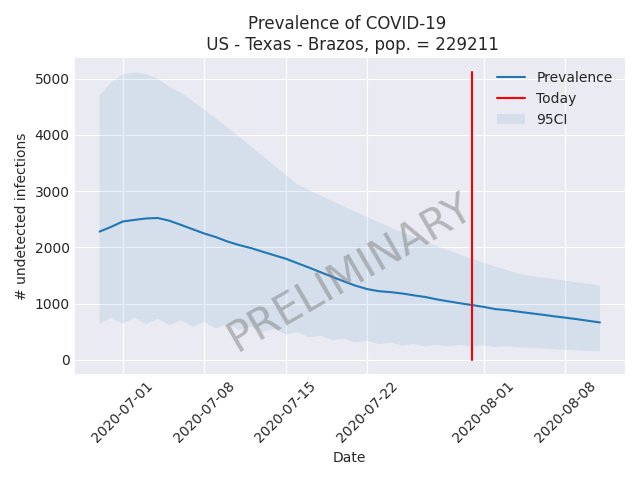 Prevalence of COVID-19
US - Texas - Brazos, pop. = 229211
5000
4000
3000
2000
1000
0
# undetected infections
Prevalence
Today
95CI
PRELIMINARY
2020-07-01
2020-07-08
2020-07-15
2020-07-22
2020-08-01
2020-08-08
Date